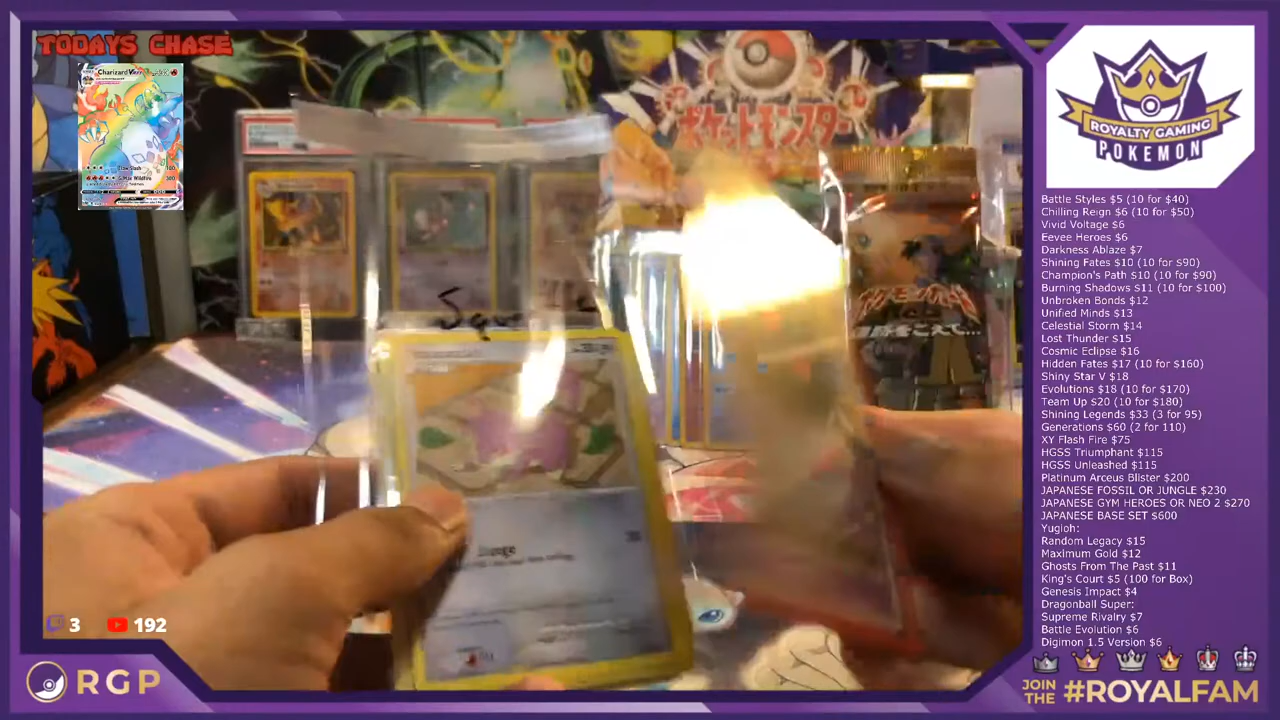 TODAYS CHASE
Charizard
G-Max Wildfire 300
ポケットモンスター
をこえて...
Squ
3
192
RGP
ROYALTY GAMING
POKEMON
Battle Styles $5 (10 for $40)
Chilling Reign $6 (10 for $50)
Vivid Voltage $6
Eevee Heroes $6
Darkness Ablaze $7
Shining Fates $10 (10 for $90)
Champion's Path $10 (10 for $90)
Burning Shadows $11 (10 for $100)
Unbroken Bonds $12
Unified Minds $13
Celestial Storm $14
Lost Thunder $15
Cosmic Eclipse $16
Hidden Fates $17 (10 for $160)
Shiny Star V $18
Evolutions $18 (10 for $170)
Team Up $20 (10 for $180)
Shining Legends $33 (3 for 95)
Generations $60 (2 for 110)
XY Flash Fire $75
HGSS Triumphant $115
HGSS Unleashed $115
Platinum Arceus Blister $200
JAPANESE FOSSIL OR JUNGLE $230
JAPANESE GYM HEROES OR NEO 2 $270
JAPANESE BASE SET $600
Yugioh:
Random Legacy $15
Maximum Gold $12
Ghosts From The Past $11
King's Court $5 (100 for Box)
Genesis Impact $4
Dragonball Super:
Supreme Rivalry $7
Battle Evolution $6
Digimon 1.5 Version $6
JOIN
THE #ROYALFAM